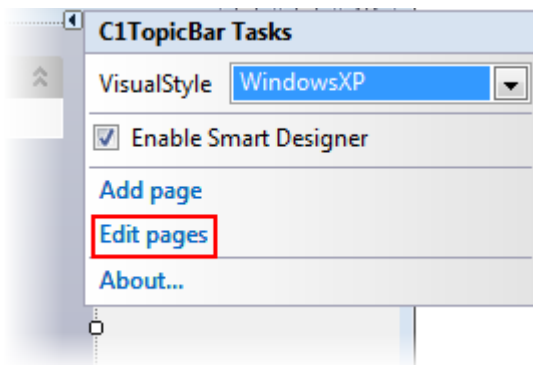 C1TopicBar Tasks
VisualStyle WindowsXP
Enable Smart Designer
Add page
Edit pages
About...